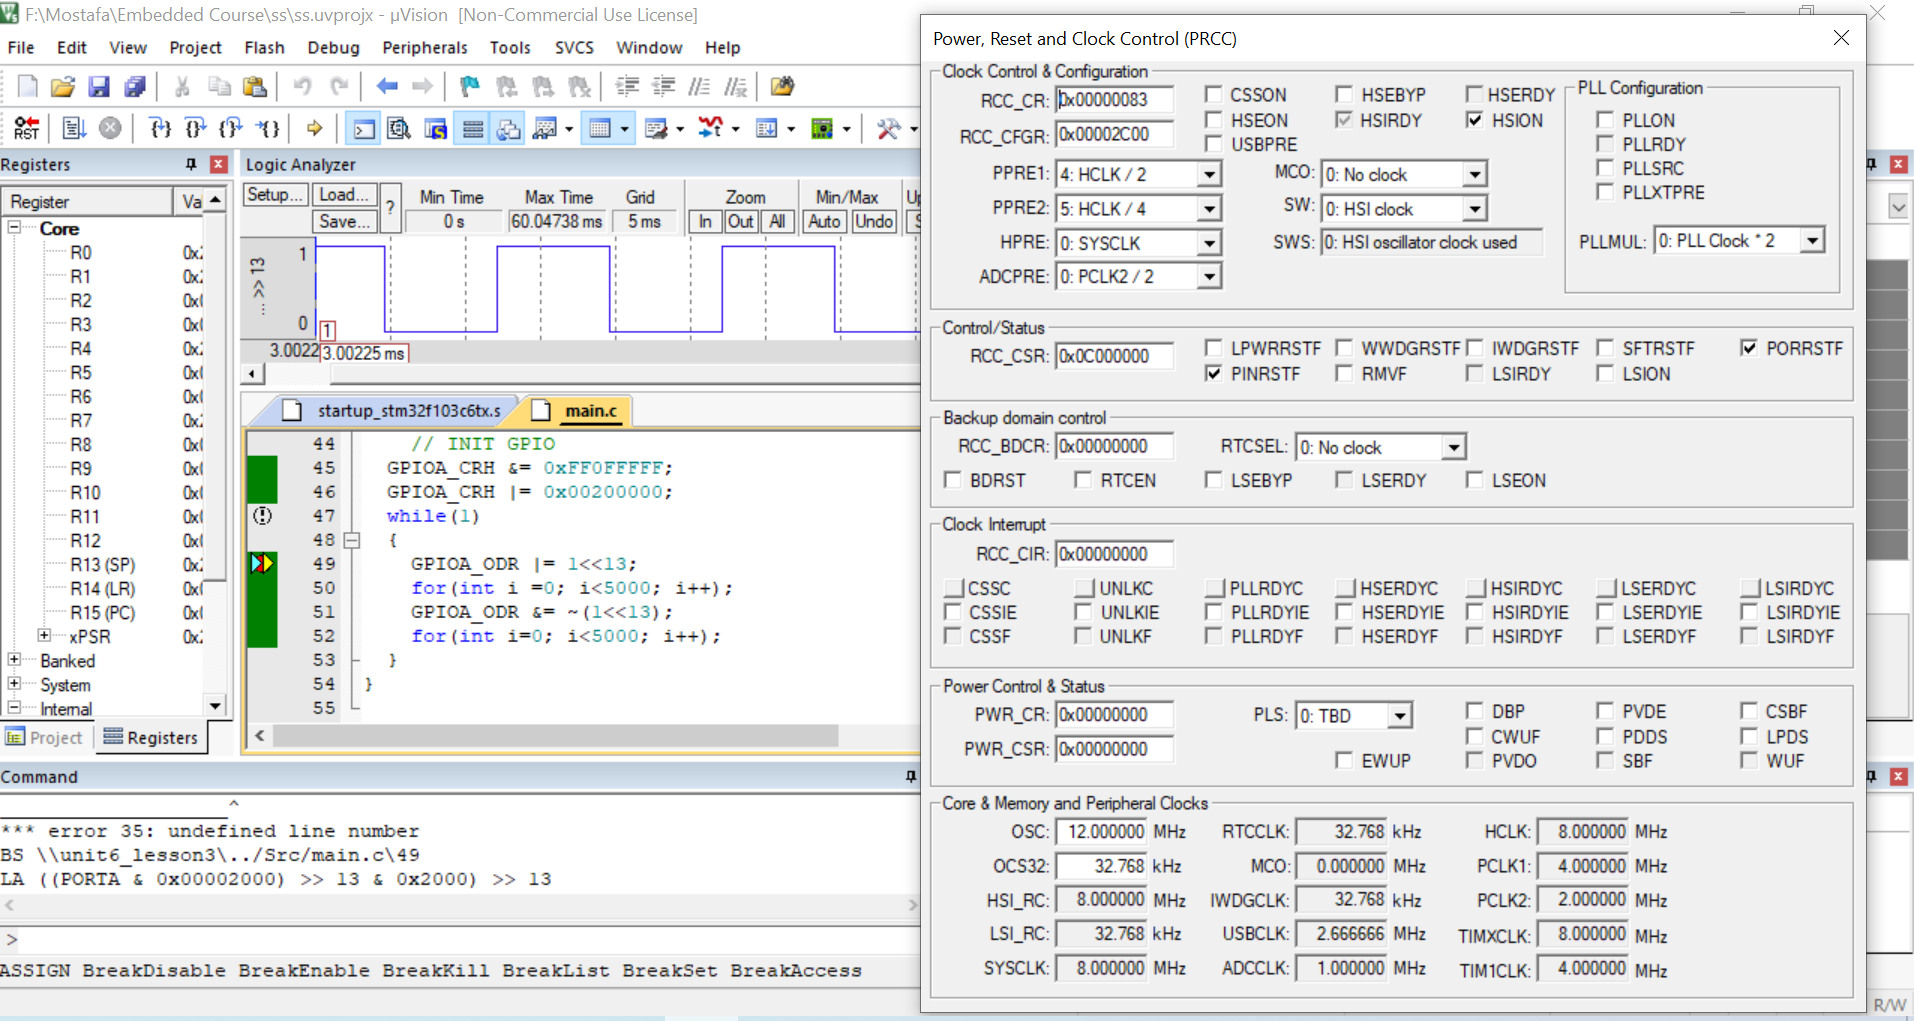 F:\Mostafa\Embedded Course\ss\ss.uvprojx - µVision [Non-Commercial Use License]
File Edit View Project Flash Debug Peripherals Tools SVCS Window Help
RST
Registers
Register
Core
R0 0x
R1 0x
R2 0x
R3 0x
R4 0x
R5 0x
R6 0x
R7 0x
R8 0x
R9 0x
R10 0x
R11 0x
R12 0x
R13 (SP) 0x
R14 (LR) 0x
R15 (PC) 0x
xPSR 0x
Banked
System
Internal
Project Registers
Logic Analyzer
Setup... Load... Save... ?
Min Time Max Time Grid Zoom Min/Max
0 s 60.04738 ms 5 ms In Out All Auto Undo
... >> 13
1
0
1
3.0022 3.00225 ms
startup_stm32f103c6tx.s main.c
44 // INIT GPIO
45 GPIOA_CRH &= 0xFF0FFFFF;
46 GPIOA_CRH |= 0x00200000;
47 while(1)
48 {
49 GPIOA_ODR |= 1<<13;
50 for(int i =0; i<5000; i++);
51 GPIOA_ODR &= ~(1<<13);
52 for(int i=0; i<5000; i++);
53 }
54 }
55
Command
^
*** error 35: undefined line number
BS \\unit6_lesson3\../Src/main.c\49
LA ((PORTA & 0x00002000) >> 13 & 0x2000) >> 13
>
ASSIGN BreakDisable BreakEnable BreakKill BreakList BreakSet BreakAccess
Power, Reset and Clock Control (PRCC)
Clock Control & Configuration
RCC_CR: 0x00000083 CSSON HSEBYP HSERDY
HSEON HSIRDY HSION
RCC_CFGR: 0x00002C00 USBPRE
PPRE1: 4: HCLK / 2 MCO: 0: No clock
PPRE2: 5: HCLK / 4 SW: 0: HSI clock
HPRE: 0: SYSCLK SWS: 0: HSI oscillator clock used
ADCPRE: 0: PCLK2 / 2
PLL Configuration
PLLON
PLLRDY
PLLSRC
PLLXTPRE
PLLMUL: 0: PLL Clock * 2
Control/Status
RCC_CSR: 0x0C000000 LPWRRSTF WWDGRSTF IWDGRSTF SFTRSTF PORRSTF
PINRSTF RMVF LSIRDY LSION
Backup domain control
RCC_BDCR: 0x00000000 RTCSEL: 0: No clock
BDRST RTCEN LSEBYP LSERDY LSEON
Clock Interrupt
RCC_CIR: 0x00000000
CSSC UNLKC PLLRDYC HSERDYC HSIRDYC LSERDYC LSIRDYC
CSSIE UNLKIE PLLRDYIE HSERDYIE HSIRDYIE LSERDYIE LSIRDYIE
CSSF UNLKF PLLRDYF HSERDYF HSIRDYF LSERDYF LSIRDYF
Power Control & Status
PWR_CR: 0x00000000 PLS: 0: TBD DBP PVDE CSBF
CWUF PDDS LPDS
PWR_CSR: 0x00000000 EWUP PVDO SBF WUF
Core & Memory and Peripheral Clocks
OSC: 12.000000 MHz RTCCLK: 32.768 kHz HCLK: 8.000000 MHz
OCS32: 32.768 kHz MCO: 0.000000 MHz PCLK1: 4.000000 MHz
HSI_RC: 8.000000 MHz IWDGCLK: 32.768 kHz PCLK2: 2.000000 MHz
LSI_RC: 32.768 kHz USBCLK: 2.666666 MHz TIMXCLK: 8.000000 MHz
SYSCLK: 8.000000 MHz ADCCLK: 1.000000 MHz TIM1CLK: 4.000000 MHz
R/W